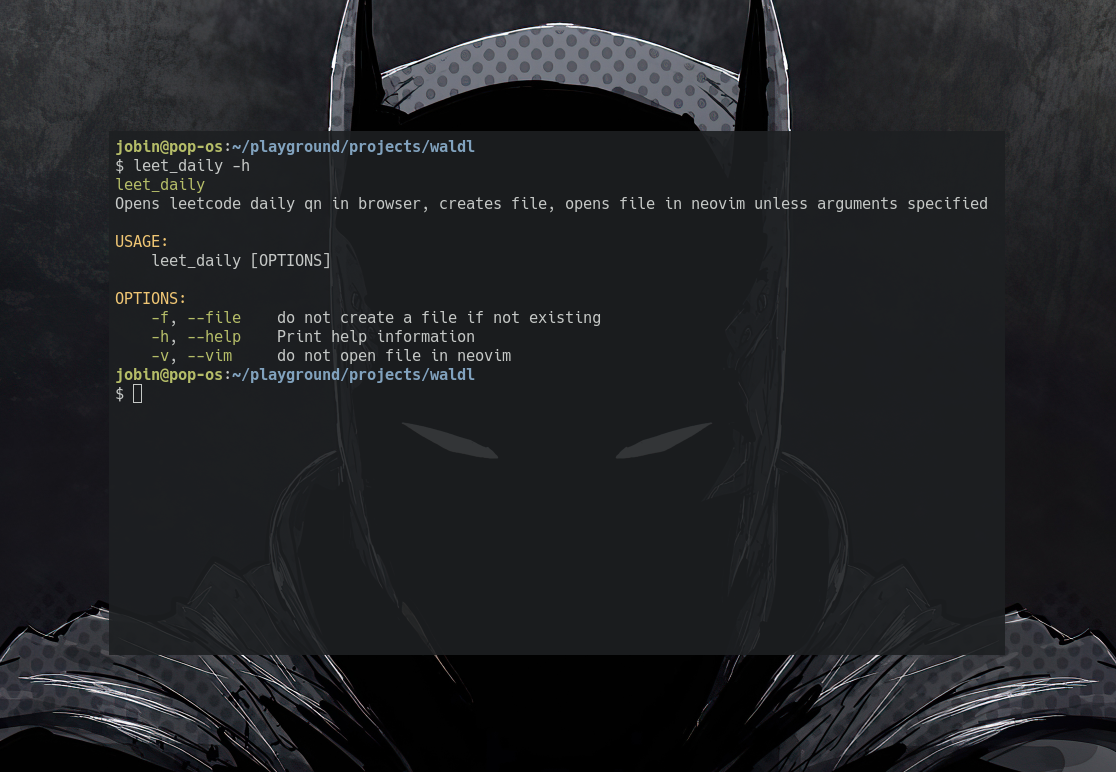 jobin@pop-os:~/playground/projects/waldl
$ leet_daily -h
leet_daily
Opens leetcode daily qn in browser, creates file, opens file in neovim unless arguments specified
USAGE:
    leet_daily [OPTIONS]
OPTIONS:
    -f, --file    do not create a file if not existing
    -h, --help    Print help information
    -v, --vim     do not open file in neovim
jobin@pop-os:~/playground/projects/waldl
$